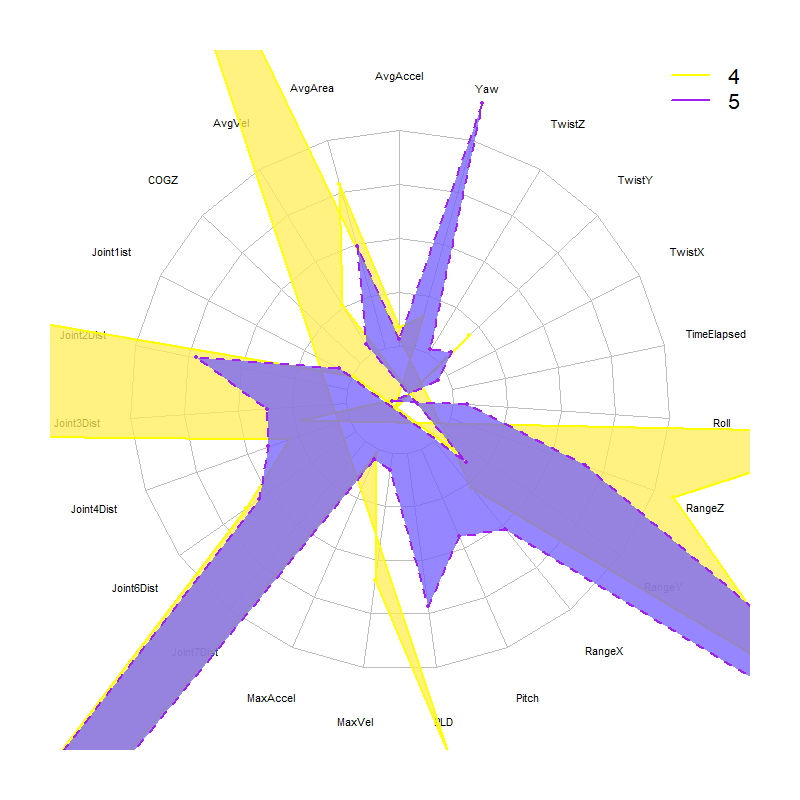 4
5
AvgAccel
Yaw
AvgArea
TwistZ
AvgVel
COGZ
TwistY
Joint1ist
TwistX
Joint2Dist
TimeElapsed
Joint3Dist
Roll
Joint4Dist
RangeZ
Joint6Dist
RangeY
Joint7Dist
RangeX
MaxAccel
Pitch
MaxVel
PLD